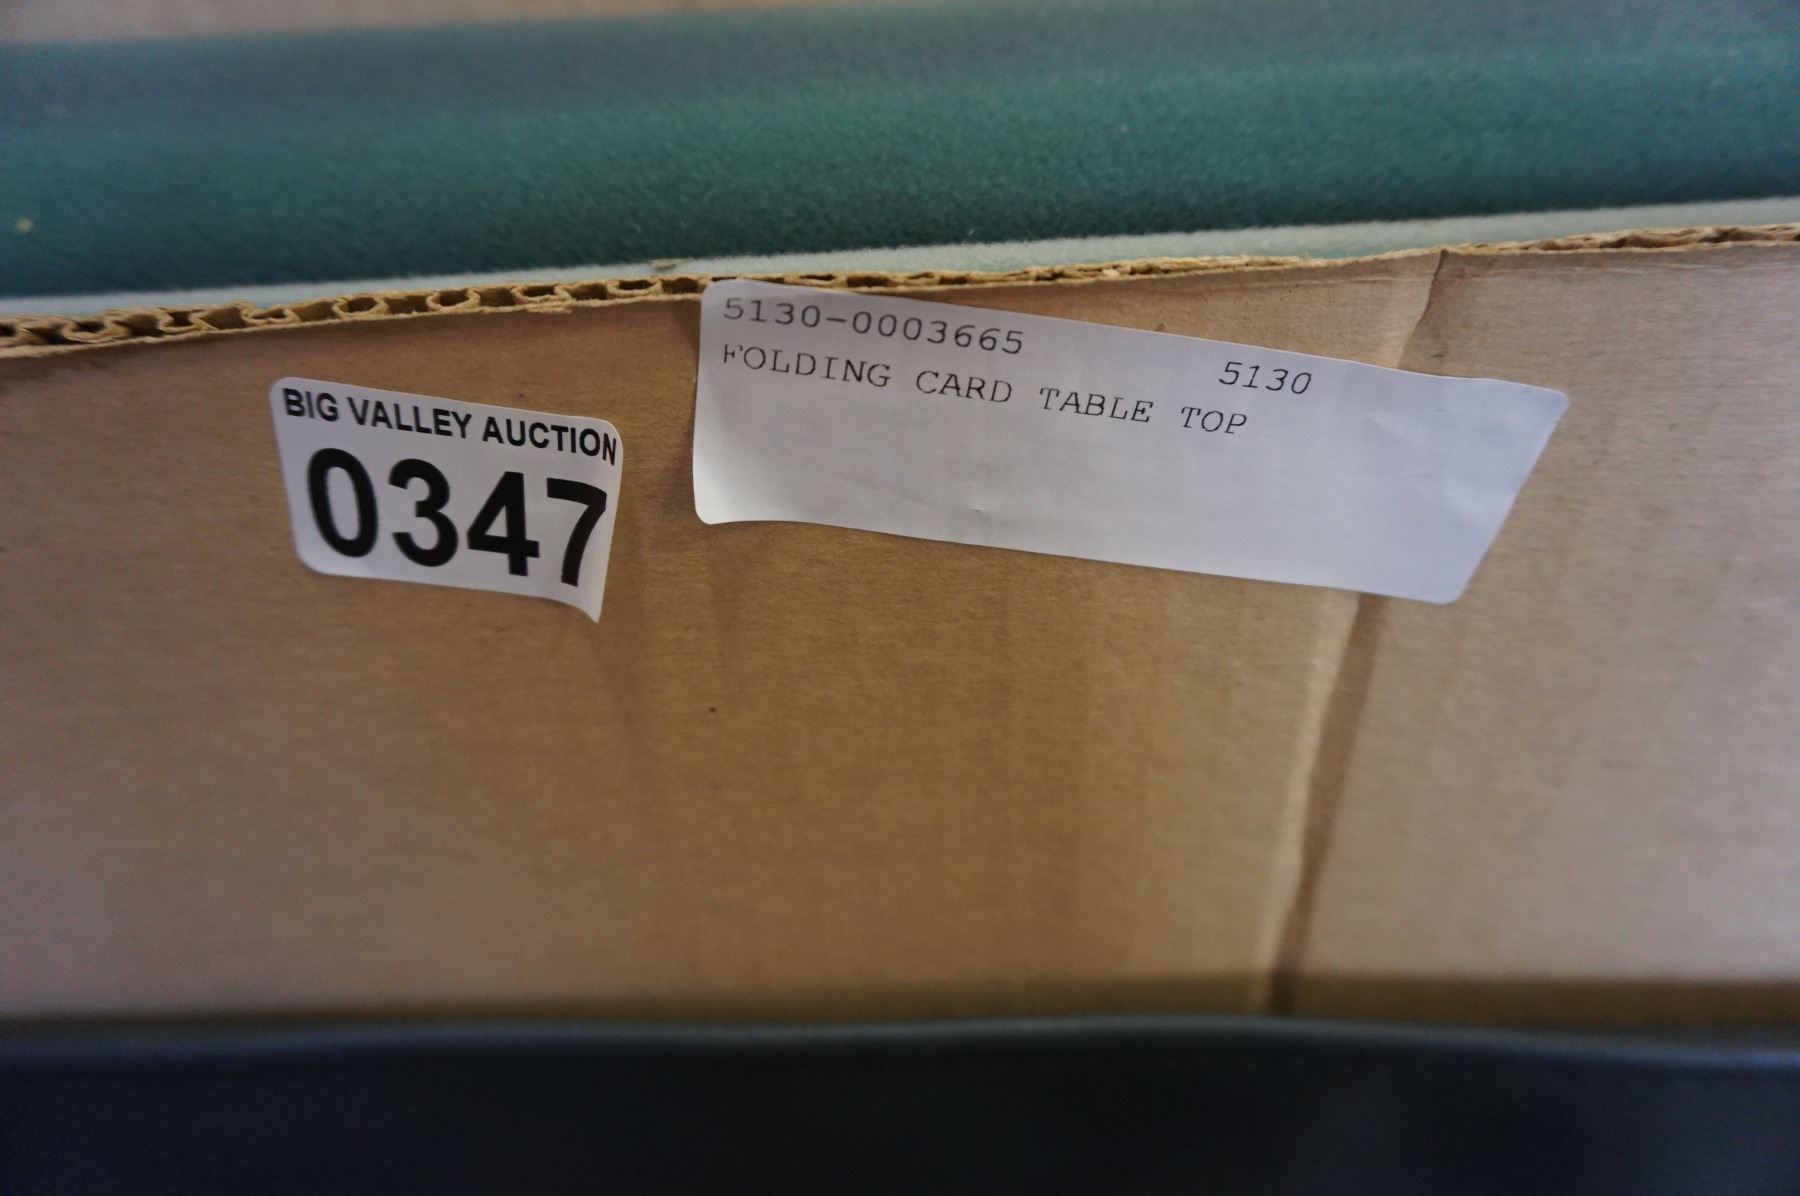 BIG VALLEY AUCTION
0347
5130-0003665
5130
FOLDING CARD TABLE TOP